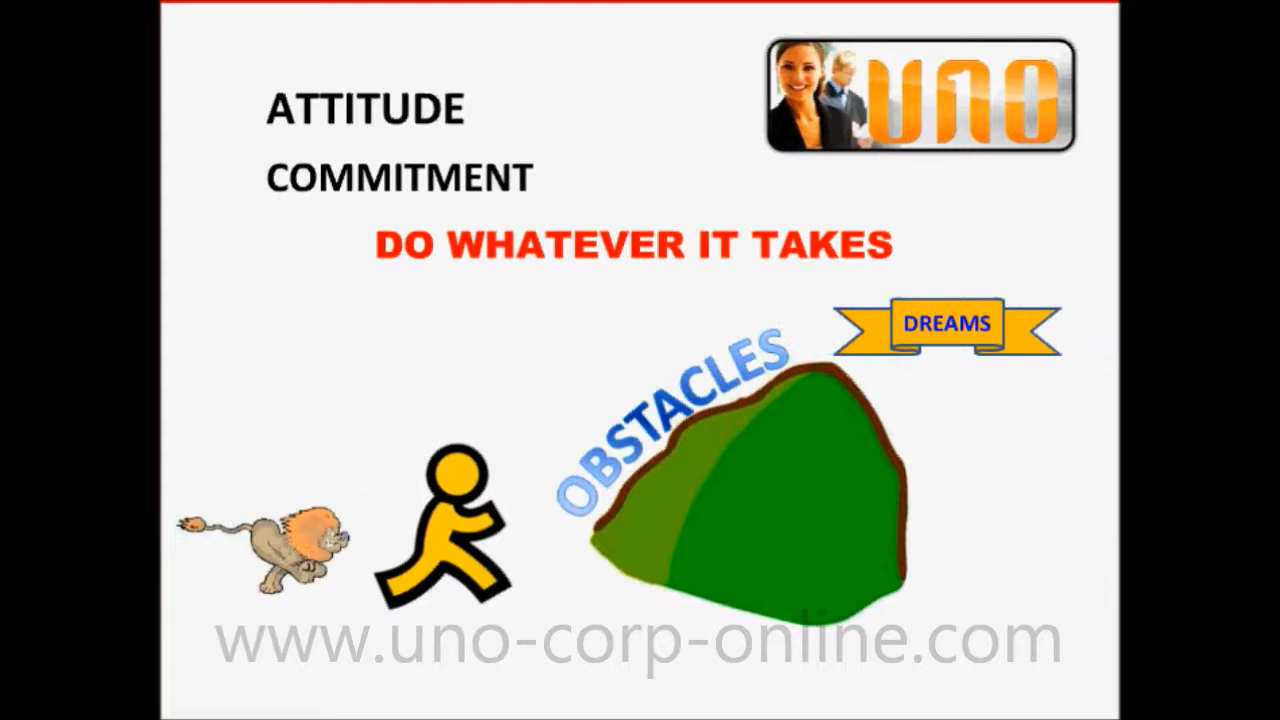 UNO
ATTITUDE
COMMITMENT
DO WHATEVER IT TAKES
DREAMS
OBSTACLES
www.uno-corp-online.com